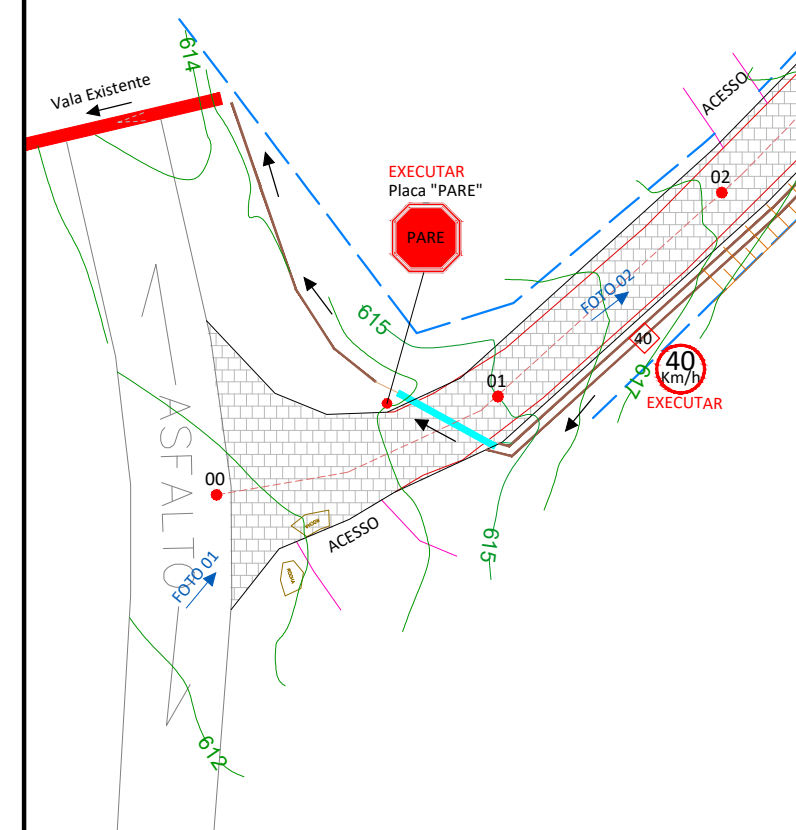 614
Vala Existente
ACESSO
EXECUTAR
Placa "PARE"
02
PARE
FOTO 02
615
40
40
Km/h
617
EXECUTAR
01
ASFALTO
00
ACESSO
615
FOTO 01
612